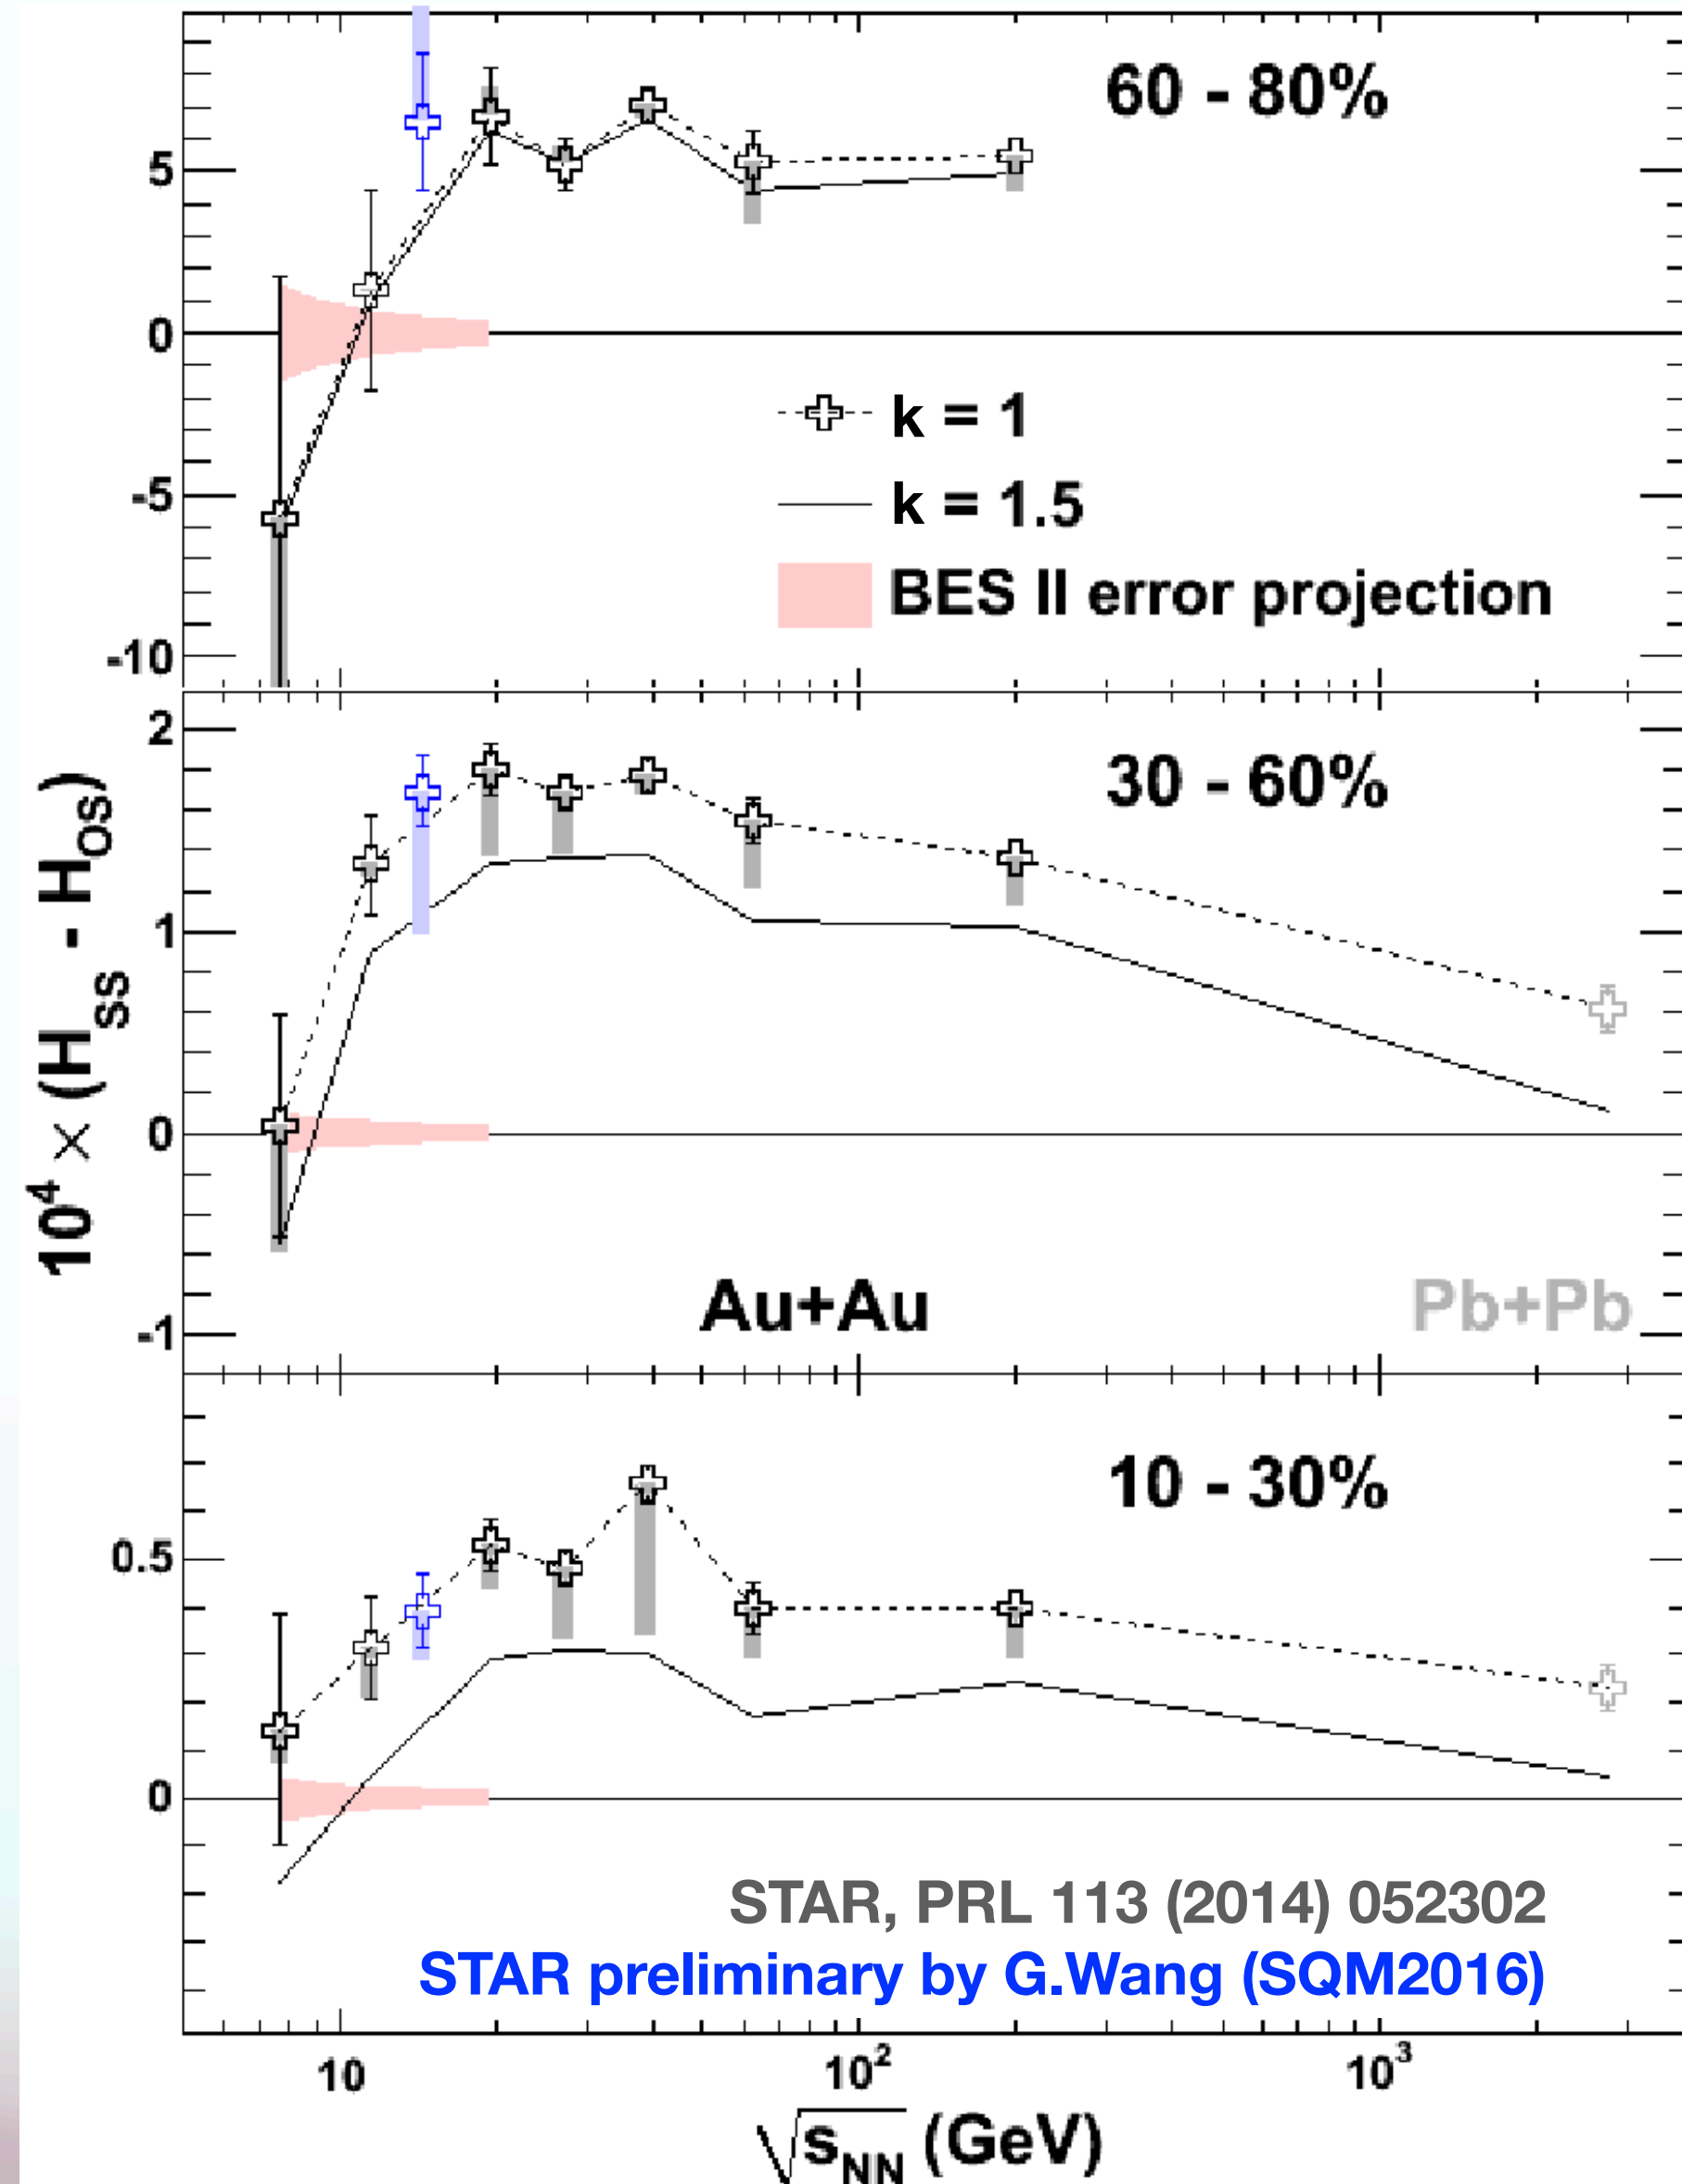 60 - 80%
5
0
-5
-10
k = 1
k = 1.5
BES II error projection
10⁴ × (H_SS - H_OS)
2
1
0
-1
30 - 60%
Au+Au
Pb+Pb
0.5
0
10 - 30%
STAR, PRL 113 (2014) 052302
STAR preliminary by G.Wang (SQM2016)
10 10² 10³
√s_NN (GeV)